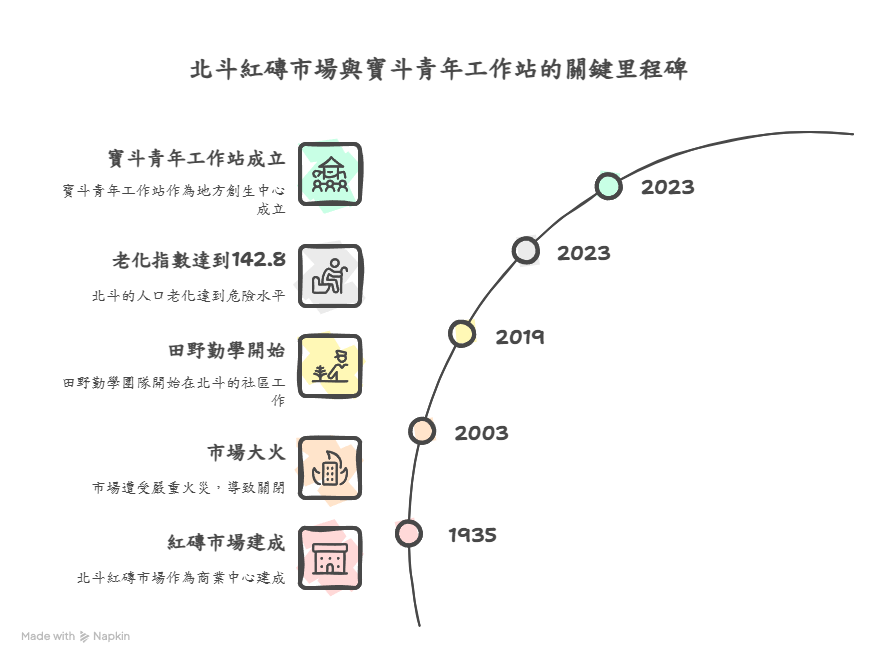 北斗紅磚市場與寶斗青年工作站的關鍵里程碑
寶斗青年工作站成立
寶斗青年工作站作為地方創生中心
成立
2023
老化指數達到142.8
北斗的人口老化達到危險水平
2023
田野勤學開始
田野勤學團隊開始在北斗的社區工
作
2019
市場大火
市場遭受嚴重火災，導致關閉
2003
紅磚市場建成
北斗紅磚市場作為商業中心建成
1935
Made with Napkin